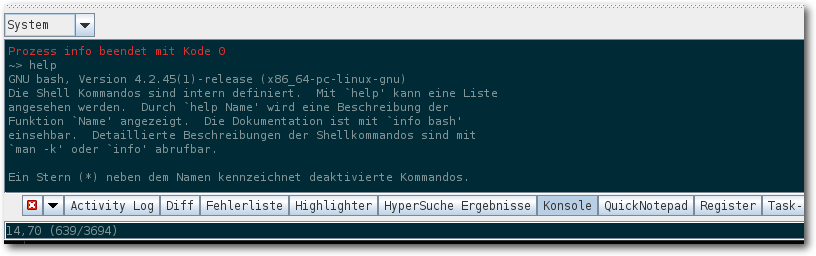 System
Prozess info beendet mit Kode 0
~> help
GNU bash, Version 4.2.45(1)-release (x86_64-pc-linux-gnu)
Die Shell Kommandos sind intern definiert.  Mit `help' kann eine Liste
angesehen werden.  Durch `help Name' wird eine Beschreibung der
Funktion `Name' angezeigt.  Die Dokumentation ist mit `info bash'
einsehbar.  Detaillierte Beschreibungen der Shellkommandos sind mit
`man -k' oder `info' abrufbar.
Ein Stern (*) neben dem Namen kennzeichnet deaktivierte Kommandos.
Activity Log Diff Fehlerliste Highlighter HyperSuche Ergebnisse Konsole QuickNotepad Register Task-
14,70 (639/3694)